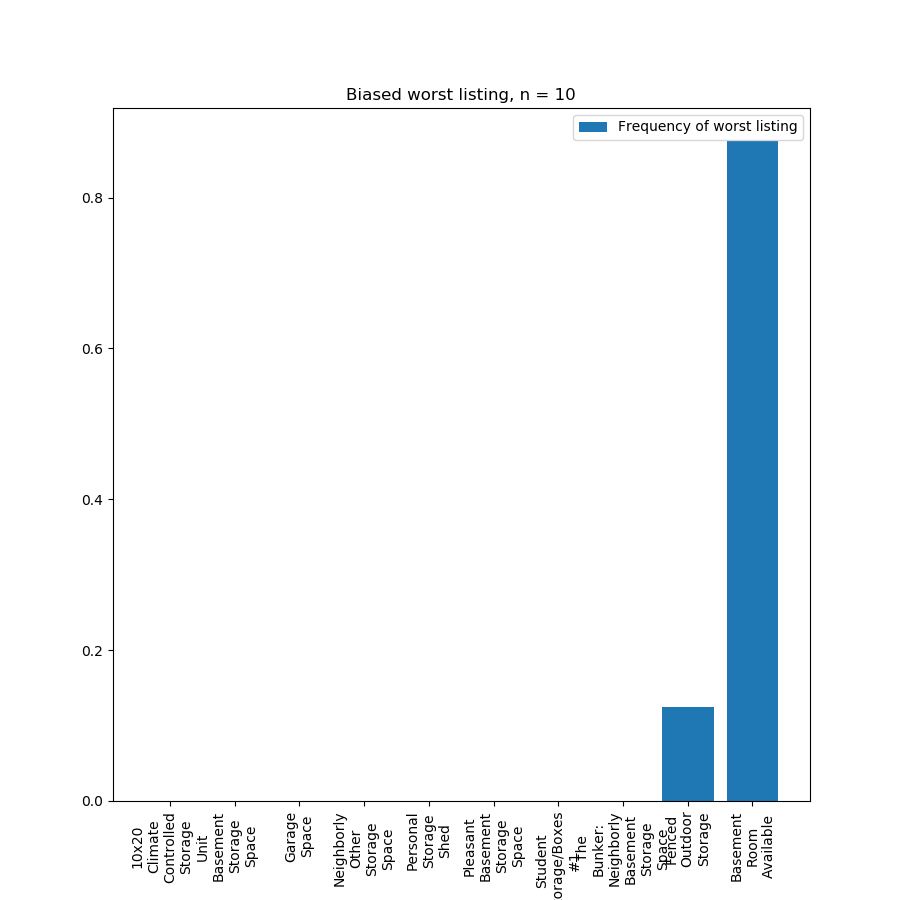 Biased worst listing, n = 10
Frequency of worst listing
0.8
0.6
0.4
0.2
0.0
10x20
Climate
Controlled
Storage
Unit
Basement
Storage
Space
Garage
Space
Neighborly
Other
Storage
Space
Personal
Storage
Shed
Pleasant
Basement
Storage
Space
Student
orage/Boxes
#1
The
Bunker:
Neighborly
Basement
Storage
Space
Fenced
Outdoor
Storage
Basement
Room
Available